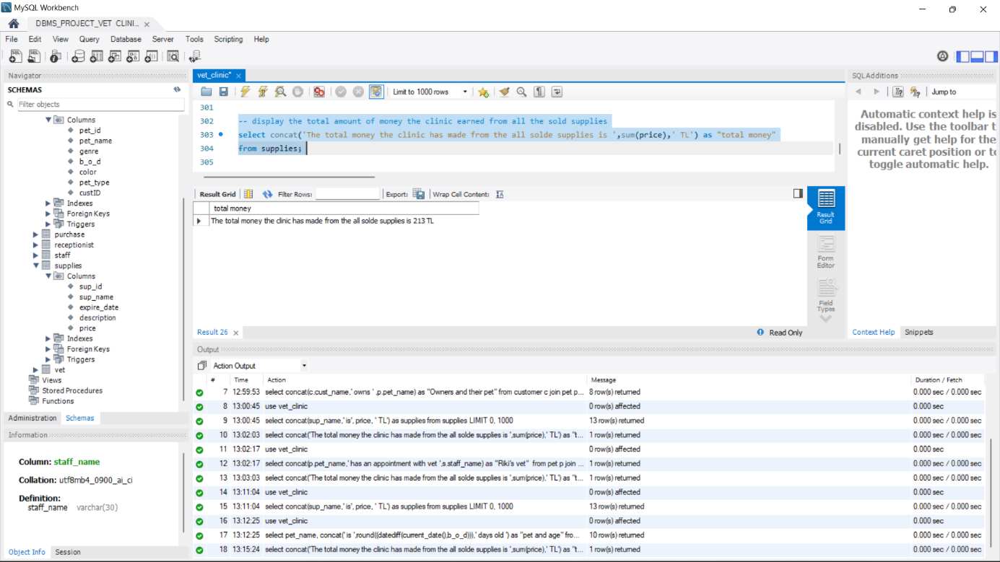 MySQL Workbench
DBMS_PROJECT_VET CLINI... ×
File Edit View Query Database Server Tools Scripting Help
Navigator
SCHEMAS
Filter objects
Columns
pet_id
pet_name
genre
b_o_d
color
pet_type
custID
Indexes
Foreign Keys
Triggers
purchase
receptionist
staff
supplies
Columns
sup_id
sup_name
expire_date
description
price
Indexes
Foreign Keys
Triggers
vet
Views
Stored Procedures
Functions
Administration Schemas
Information
Column: staff_name
Collation: utf8mb4_0900_ai_ci
Definition:
staff_name varchar(30)
Object Info Session
vet_clinic* ×
Limit to 1000 rows
301
302 -- display the total amount of money the clinic earned from all the sold supplies
303 select concat('The total money the clinic has made from the all solde supplies is ',sum(price),' TL') as "total money"
304 from supplies;
305
Result Grid Filter Rows: Export: Wrap Cell Content:
total money
The total money the clinic has made from the all solde supplies is 213 TL
Result Grid
Form Editor
Field Types
Result 26 × Read Only
Output
Action Output
# Time Action Message Duration / Fetch
7 12:59:53 select concat(c.cust_name,' owns ' ,p.pet_name) as "Owners and their pet" from customer c join pet p... 8 row(s) returned 0.000 sec / 0.000 sec
8 13:00:45 use vet_clinic 0 row(s) affected 0.000 sec
9 13:00:45 select concat(sup_name,' is', price, ' TL') as supplies from supplies LIMIT 0, 1000 13 row(s) returned 0.000 sec / 0.000 sec
10 13:02:03 select concat('The total money the clinic has made from the all solde supplies is ',sum(price),' TL') as "t... 1 row(s) returned 0.000 sec / 0.000 sec
11 13:02:17 use vet_clinic 0 row(s) affected 0.000 sec
12 13:02:17 select concat(p.pet_name,' has an appointment with vet ',s.staff_name) as "Riki's vet" from pet p join ... 1 row(s) returned 0.000 sec / 0.000 sec
13 13:03:03 select concat('The total money the clinic has made from the all solde supplies is ',sum(price),' TL') as "t... 1 row(s) returned 0.000 sec / 0.000 sec
14 13:11:04 use vet_clinic 0 row(s) affected 0.000 sec
15 13:11:04 select concat(sup_name,' is', price, ' TL') as supplies from supplies LIMIT 0, 1000 13 row(s) returned 0.000 sec / 0.000 sec
16 13:12:25 use vet_clinic 0 row(s) affected 0.000 sec
17 13:12:25 select pet_name, concat(' is ',round((datediff(current_date(),b_o_d))),' days old ') as "pet and age" fro... 10 row(s) returned 0.000 sec / 0.000 sec
18 13:15:24 select concat('The total money the clinic has made from the all solde supplies is ',sum(price),' TL') as "t... 1 row(s) returned 0.000 sec / 0.000 sec
SQLAdditions
Jump to
Automatic context help is
disabled. Use the toolbar t
manually get help for the
current caret position or to
toggle automatic help.
Context Help Snippets